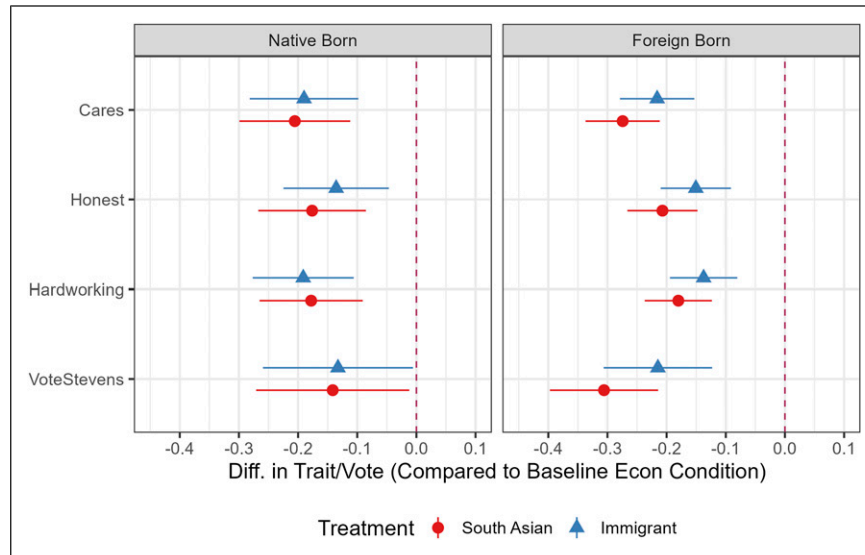 Native Born
Foreign Born
Cares
Honest
Hardworking
VoteStevens
-0.4 -0.3 -0.2 -0.1 0.0 0.1
-0.4 -0.3 -0.2 -0.1 0.0 0.1
Diff. in Trait/Vote (Compared to Baseline Econ Condition)
Treatment South Asian Immigrant